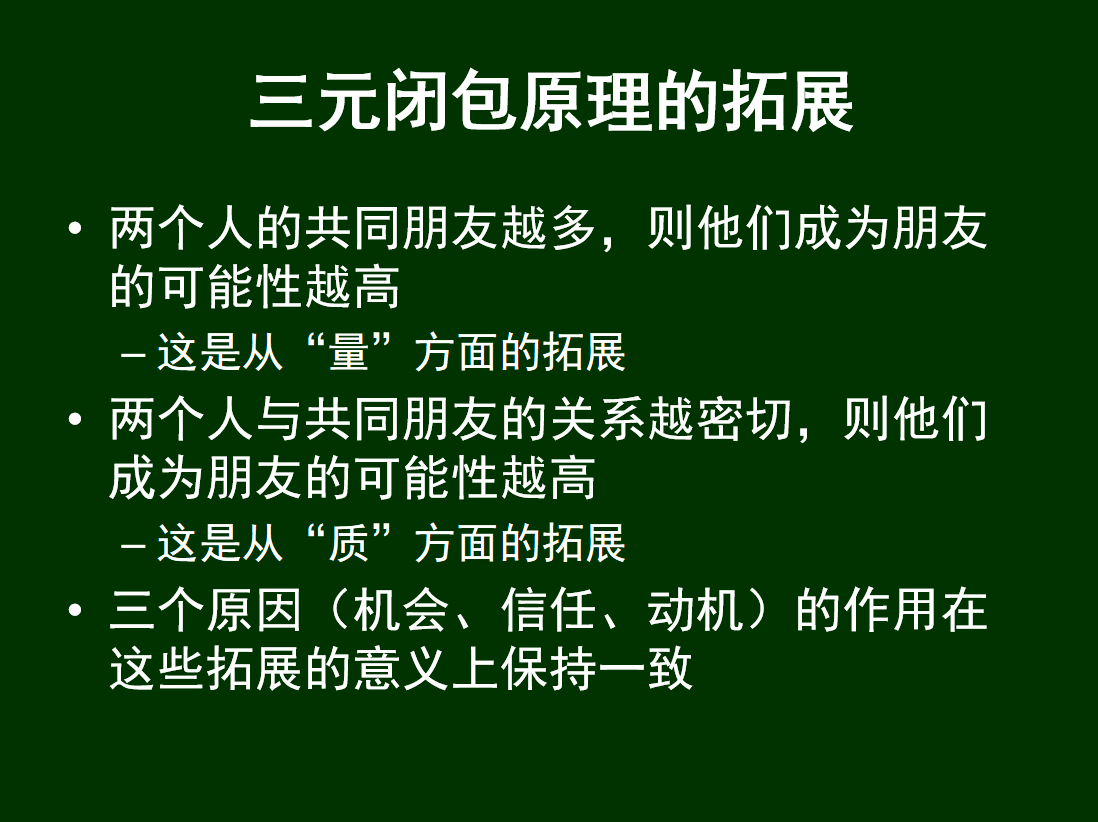 三元闭包原理的拓展
• 两个人的共同朋友越多，则他们成为朋友
的可能性越高
– 这是从“量”方面的拓展
• 两个人与共同朋友的关系越密切，则他们
成为朋友的可能性越高
– 这是从“质”方面的拓展
• 三个原因（机会、信任、动机）的作用在
这些拓展的意义上保持一致